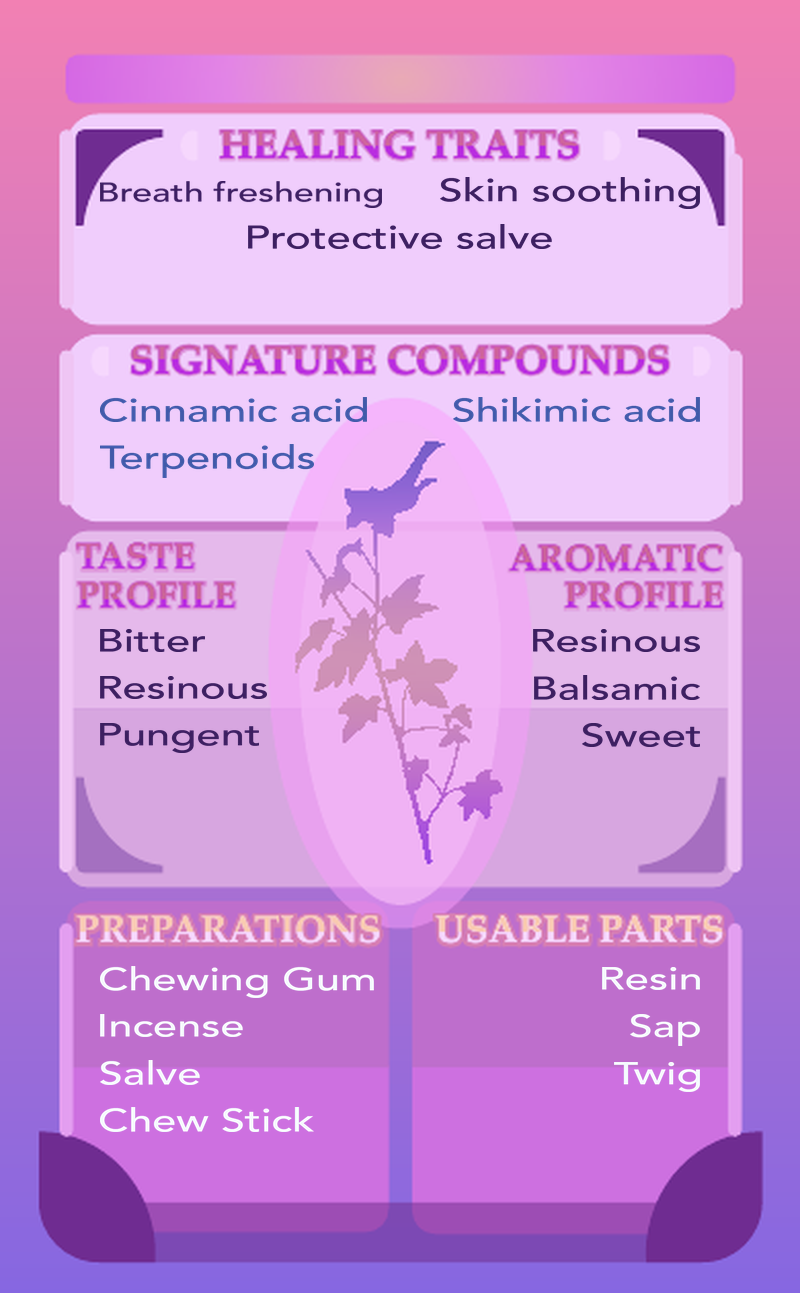 HEALING TRAITS
Breath freshening Skin soothing
Protective salve
SIGNATURE COMPOUNDS
Cinnamic acid Shikimic acid
Terpenoids
TASTE
PROFILE
Bitter
Resinous
Pungent
AROMATIC
PROFILE
Resinous
Balsamic
Sweet
PREPARATIONS
Chewing Gum
Incense
Salve
Chew Stick
USABLE PARTS
Resin
Sap
Twig